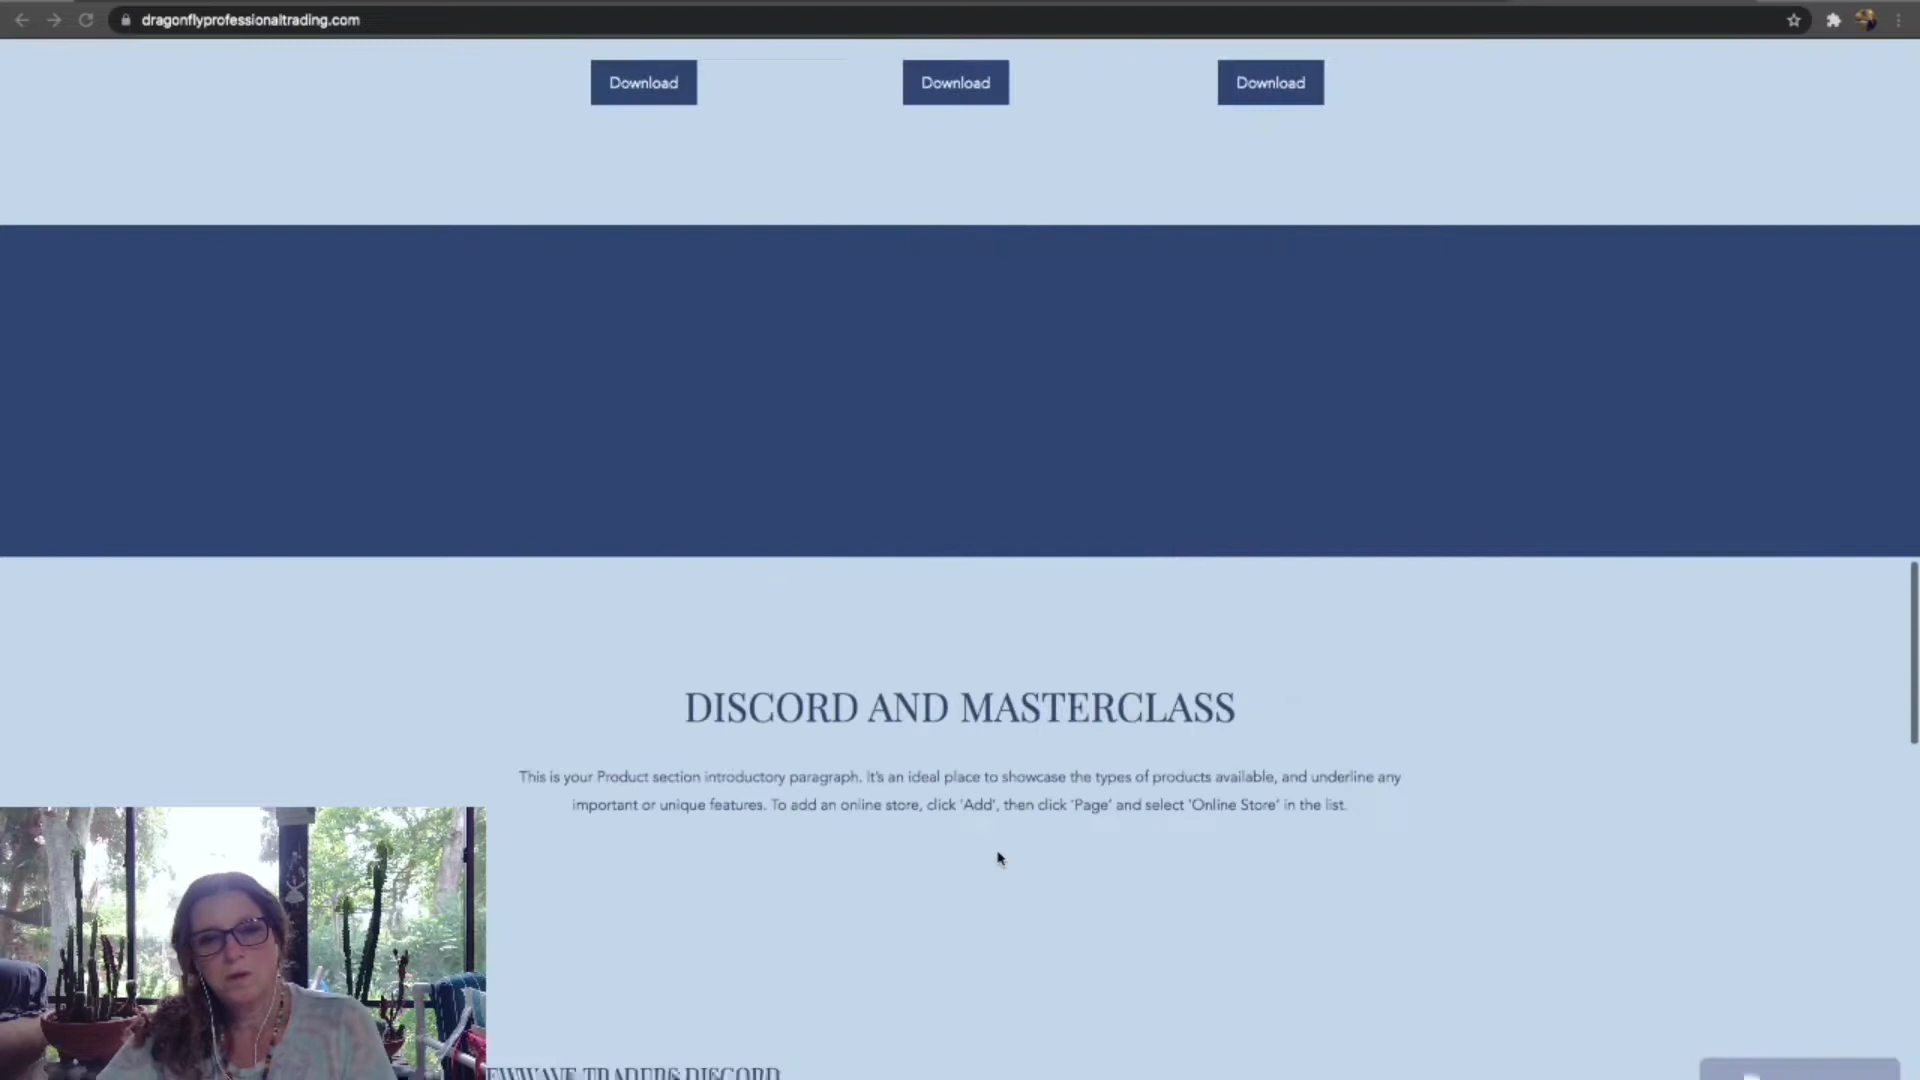 dragonflyprofessionaltrading.com
Download Download Download
DISCORD AND MASTERCLASS
This is your Product section introductory paragraph. It's an ideal place to showcase the types of products available, and underline any
important or unique features. To add an online store, click 'Add', then click 'Page' and select 'Online Store' in the list.
TRADERS DISCORD